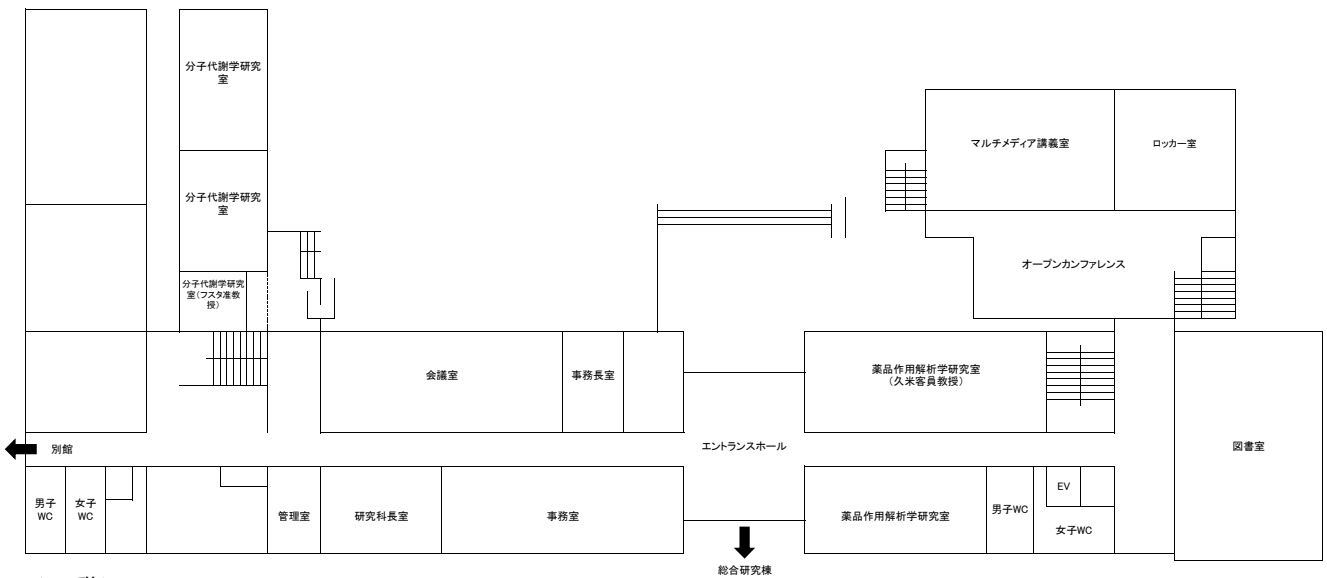 分子代謝学研究
室
マルチメディア講義室
ロッカー室
分子代謝学研究
室
オープンカンファレンス
分子代謝学研究
室(フスタ准教
授)
会議室
事務長室
薬品作用解析学研究室
(久米客員教授)
別館
エントランスホール
図書室
男子
WC
女子
WC
管理室
研究科長室
事務室
薬品作用解析学研究室
男子WC
EV
女子WC
総合研究棟